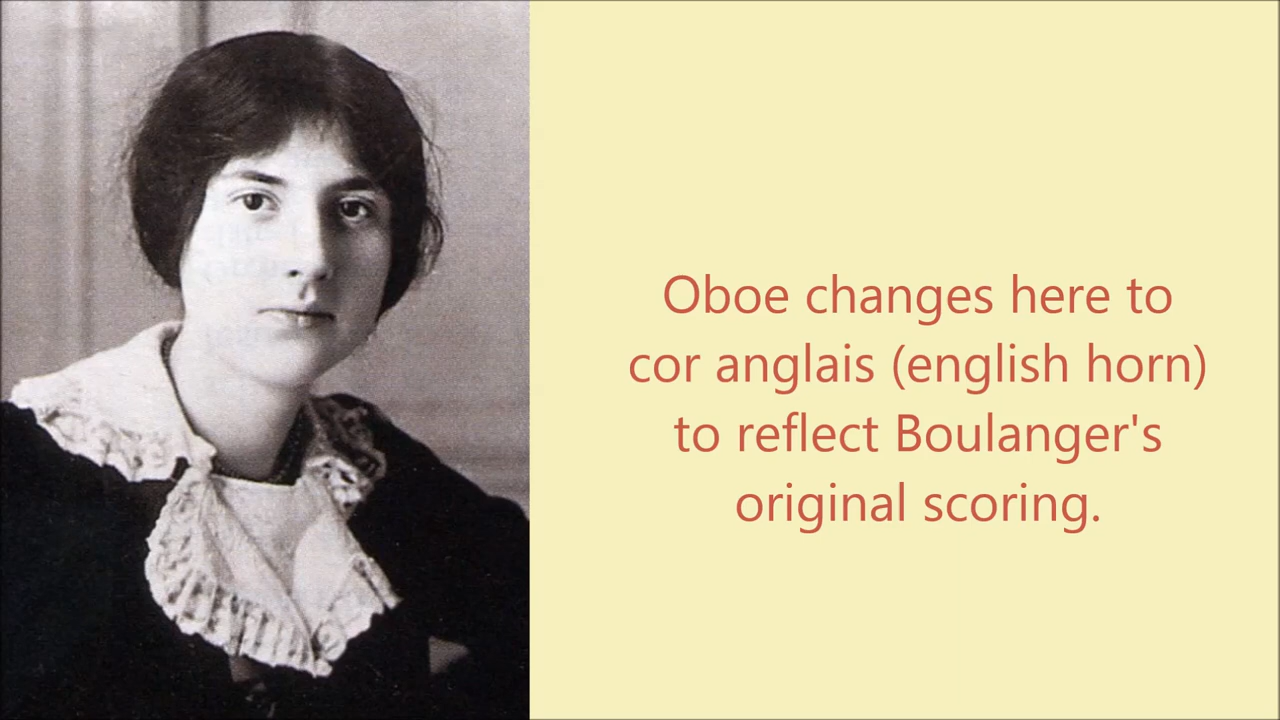 Oboe changes here to
cor anglais (english horn)
to reflect Boulanger's
original scoring.